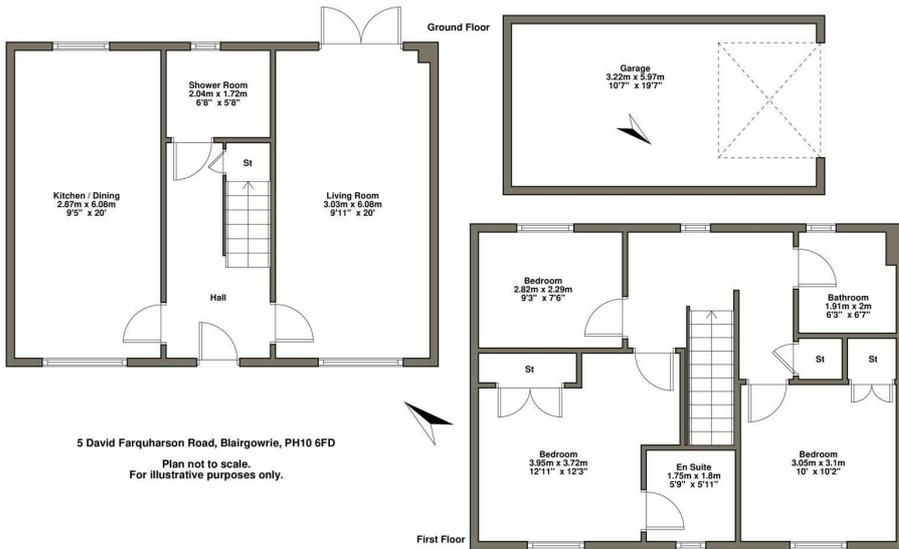 Ground Floor
Shower Room
2.04m x 1.72m
6'8" x 5'8"
St
Kitchen / Dining
2.87m x 6.08m
9'5" x 20'
Living Room
3.03m x 6.08m
9'11" x 20'
Hall
Garage
3.22m x 5.97m
10'7" x 19'7"
Bedroom
2.82m x 2.29m
9'3" x 7'6"
Bathroom
1.91m x 2m
6'3" x 6'7"
St
St
St
Bedroom
3.95m x 3.72m
12'11" x 12'3"
En Suite
1.75m x 1.8m
5'9" x 5'11"
Bedroom
3.05m x 3.1m
10' x 10'2"
First Floor
5 David Farquharson Road, Blairgowrie, PH10 6FD
Plan not to scale.
For illustrative purposes only.